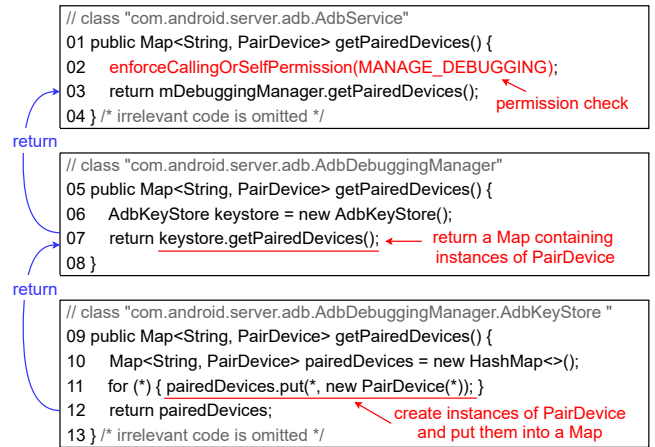 // class "com.android.server.adb.AdbService"
01 public Map<String, PairDevice> getPairedDevices() {
02 enforceCallingOrSelfPermission(MANAGE_DEBUGGING);
03 return mDebuggingManager.getPairedDevices();
permission check
04 } /* irrelevant code is omitted */
return
// class "com.android.server.adb.AdbDebuggingManager"
05 public Map<String, PairDevice> getPairedDevices() {
06 AdbKeyStore keystore = new AdbKeyStore();
07 return keystore.getPairedDevices();
return a Map containing
instances of PairDevice
08 }
return
// class "com.android.server.adb.AdbDebuggingManager.AdbKeyStore "
09 public Map<String, PairDevice> getPairedDevices() {
10 Map<String, PairDevice> pairedDevices = new HashMap<>();
11 for (*) { pairedDevices.put(*, new PairDevice(*)); }
12 return pairedDevices;
create instances of PairDevice
and put them into a Map
13 } /* irrelevant code is omitted */